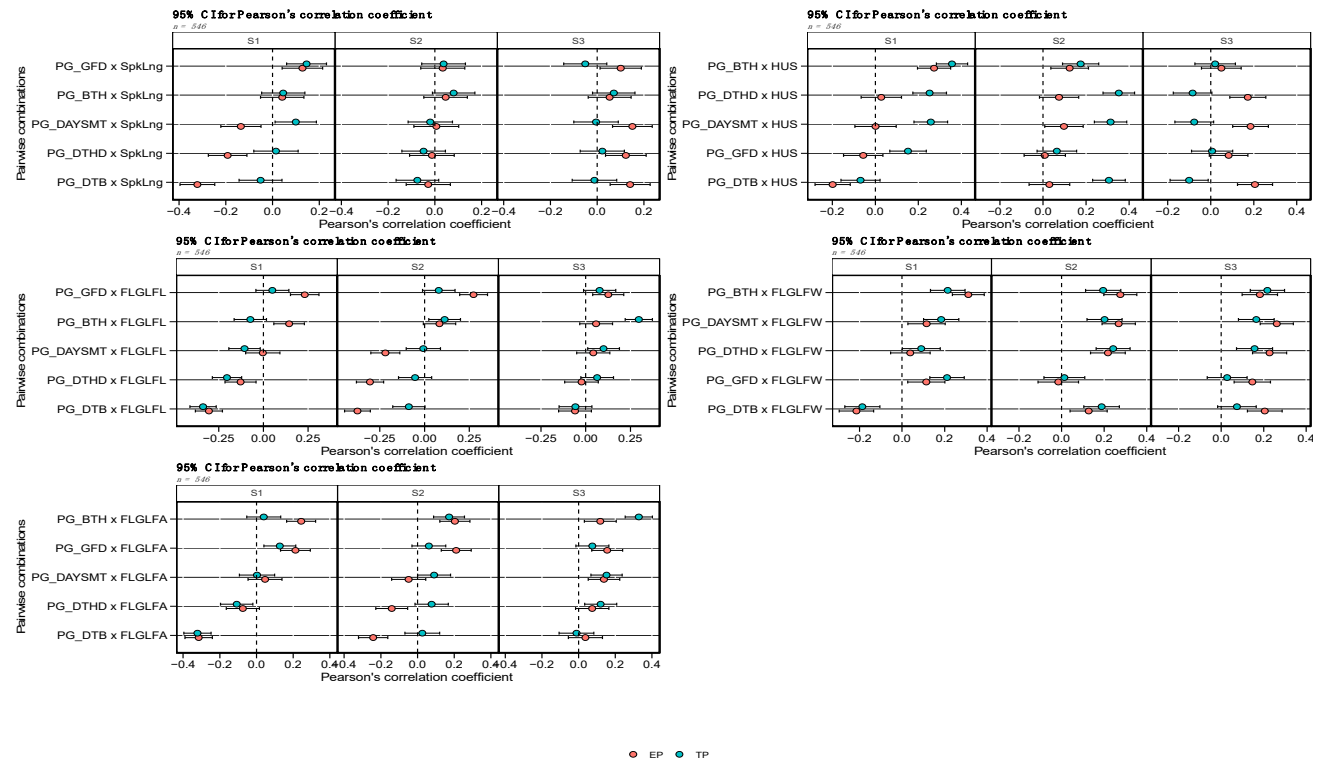 95% CI for Pearson's correlation coefficient
n = 546
S1 S2 S3
Pairwise combinations
PG_GFD x SpkLng
PG_BTH x SpkLng
PG_DAYSMT x SpkLng
PG_DTHD x SpkLng
PG_DTB x SpkLng
−0.4 −0.2 0.0 0.2 −0.4 −0.2 0.0 0.2 −0.4 −0.2 0.0 0.2
Pearson's correlation coefficient
95% CI for Pearson's correlation coefficient
n = 546
S1 S2 S3
Pairwise combinations
PG_BTH x HUS
PG_DTHD x HUS
PG_DAYSMT x HUS
PG_GFD x HUS
PG_DTB x HUS
−0.2 0.0 0.2 0.4 −0.2 0.0 0.2 0.4 −0.2 0.0 0.2 0.4
Pearson's correlation coefficient
95% CI for Pearson's correlation coefficient
n = 546
S1 S2 S3
Pairwise combinations
PG_GFD x FLGLFL
PG_BTH x FLGLFL
PG_DAYSMT x FLGLFL
PG_DTHD x FLGLFL
PG_DTB x FLGLFL
−0.25 0.00 0.25 −0.25 0.00 0.25 −0.25 0.00 0.25
Pearson's correlation coefficient
95% CI for Pearson's correlation coefficient
n = 546
S1 S2 S3
Pairwise combinations
PG_BTH x FLGLFW
PG_DAYSMT x FLGLFW
PG_DTHD x FLGLFW
PG_GFD x FLGLFW
PG_DTB x FLGLFW
−0.2 0.0 0.2 0.4 −0.2 0.0 0.2 0.4 −0.2 0.0 0.2 0.4
Pearson's correlation coefficient
95% CI for Pearson's correlation coefficient
n = 546
S1 S2 S3
Pairwise combinations
PG_BTH x FLGLFA
PG_GFD x FLGLFA
PG_DAYSMT x FLGLFA
PG_DTHD x FLGLFA
PG_DTB x FLGLFA
−0.4 −0.2 0.0 0.2 0.4 −0.4 −0.2 0.0 0.2 0.4 −0.4 −0.2 0.0 0.2 0.4
Pearson's correlation coefficient
EP TP